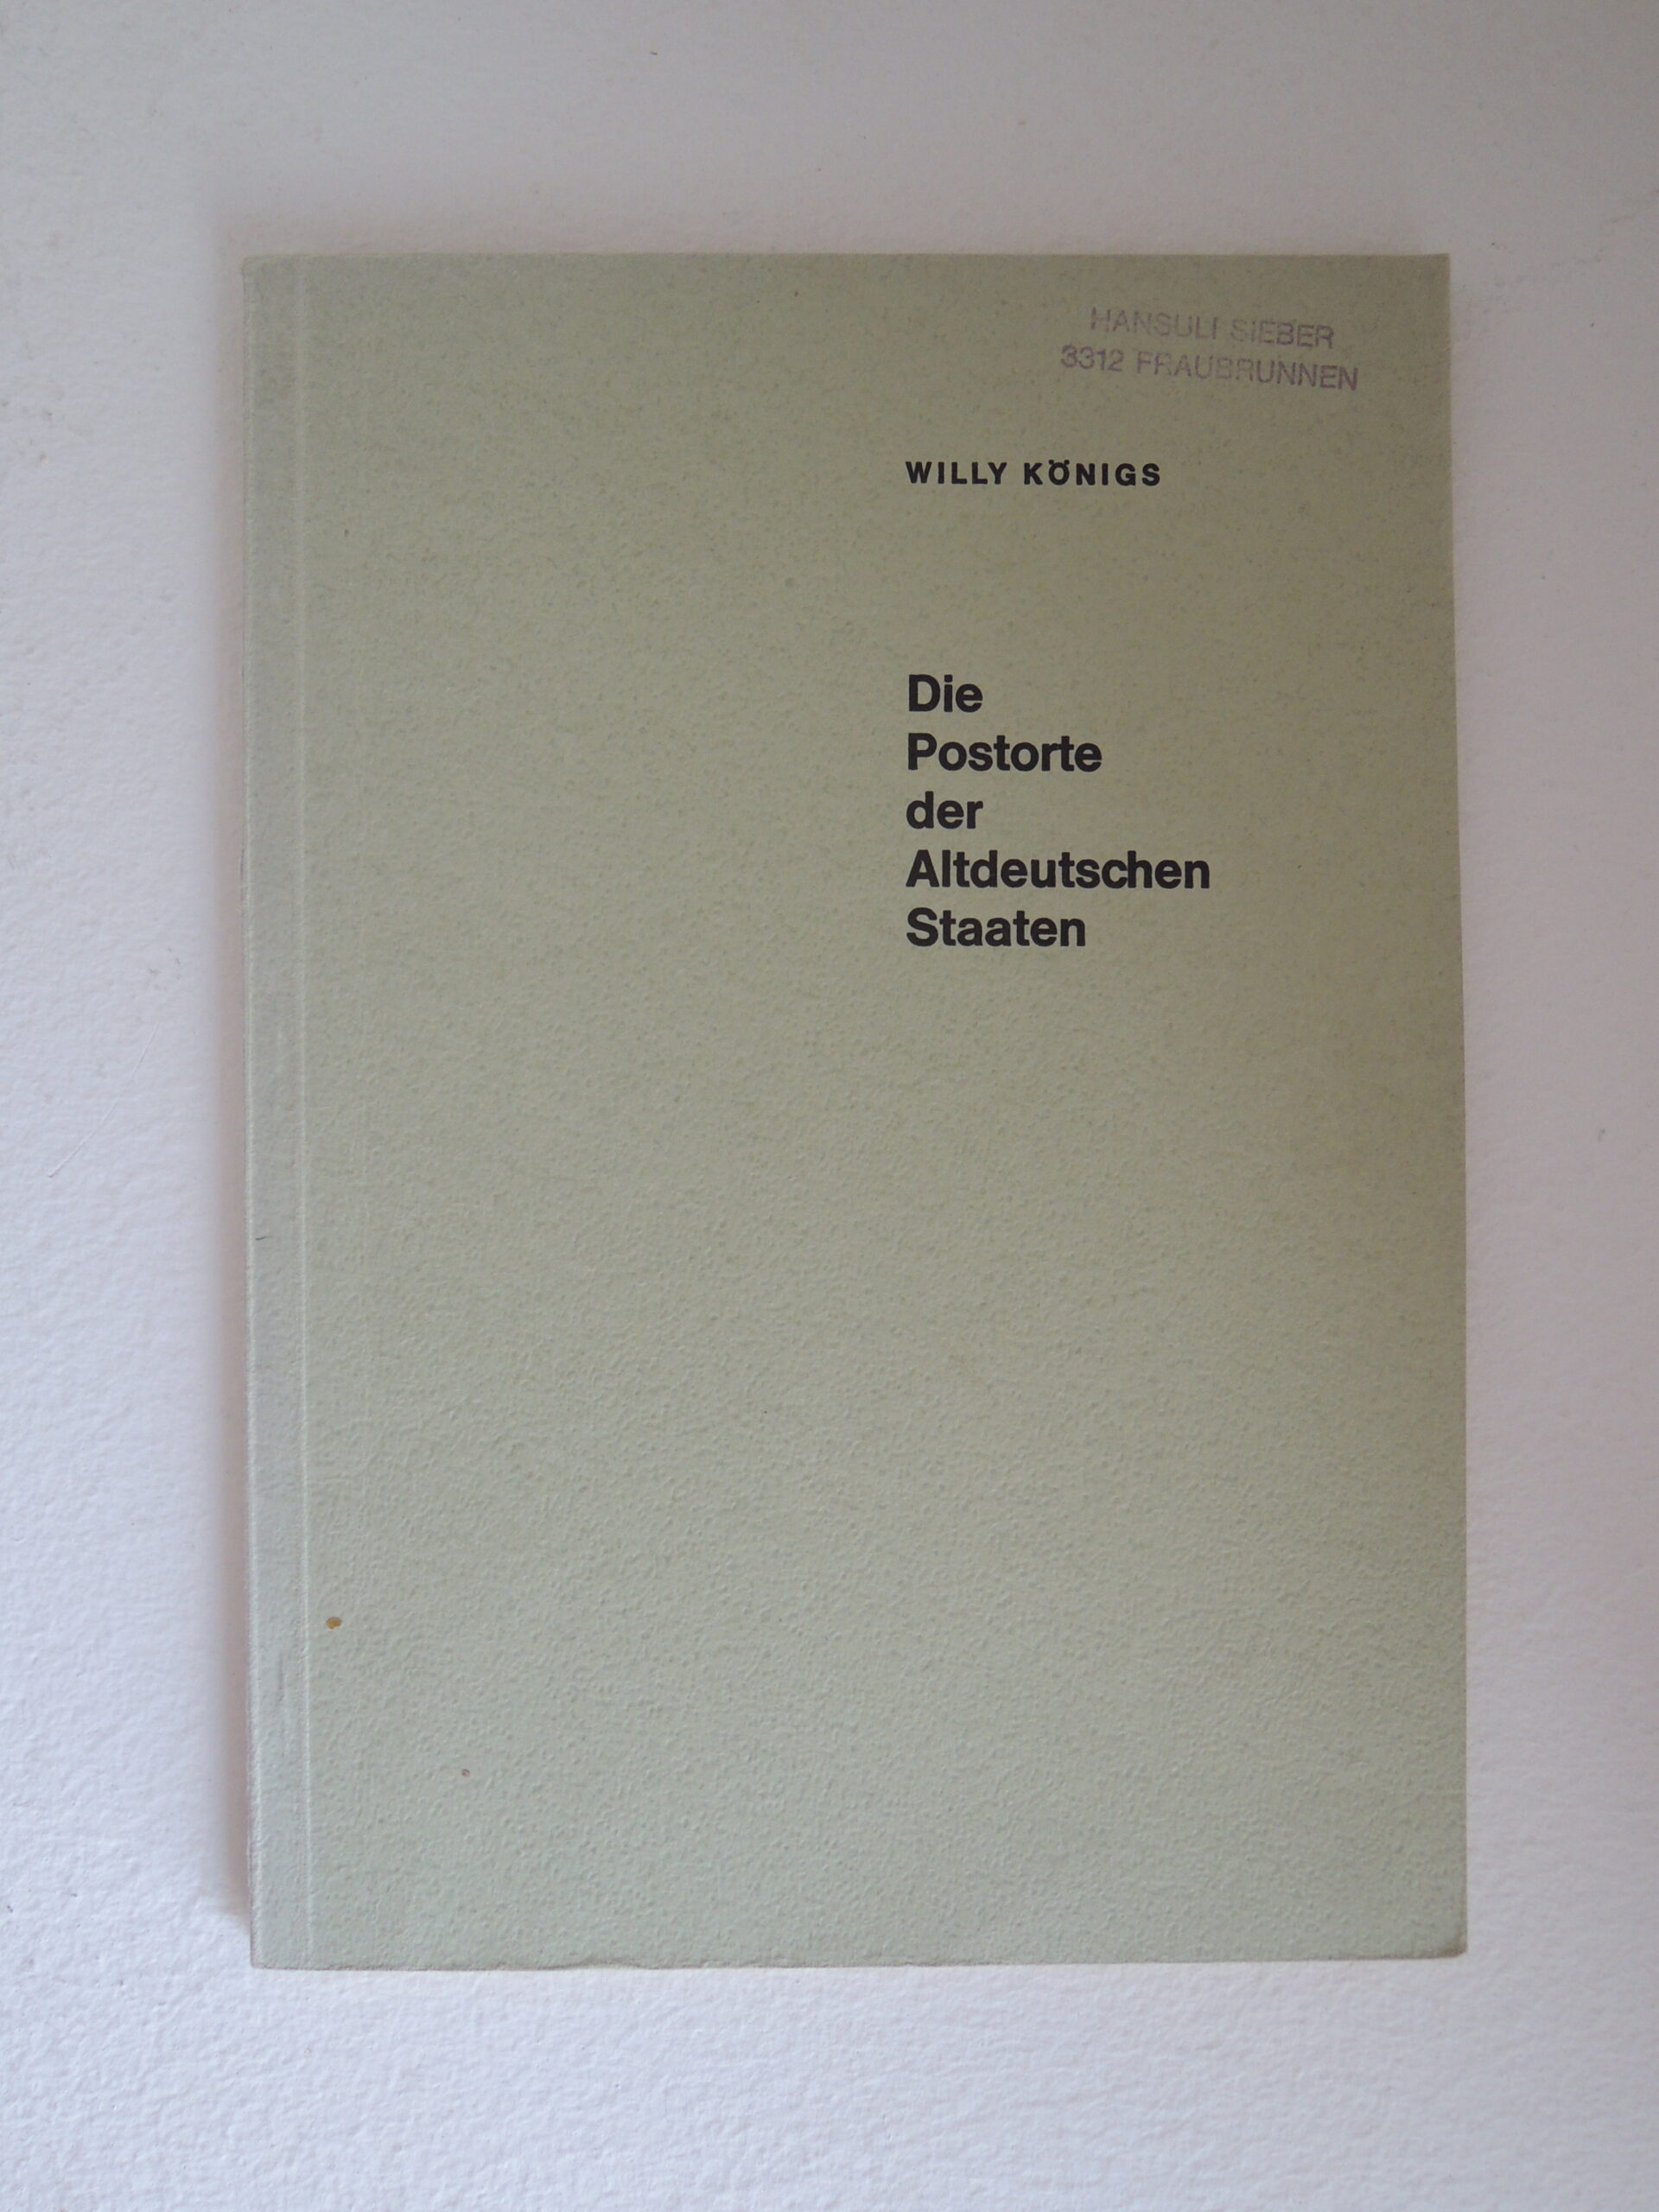 HANSULI SIEBER
3312 FRAUBRUNNEN
WILLY KÖNIGS
Die
Postorte
der
Altdeutschen
Staaten